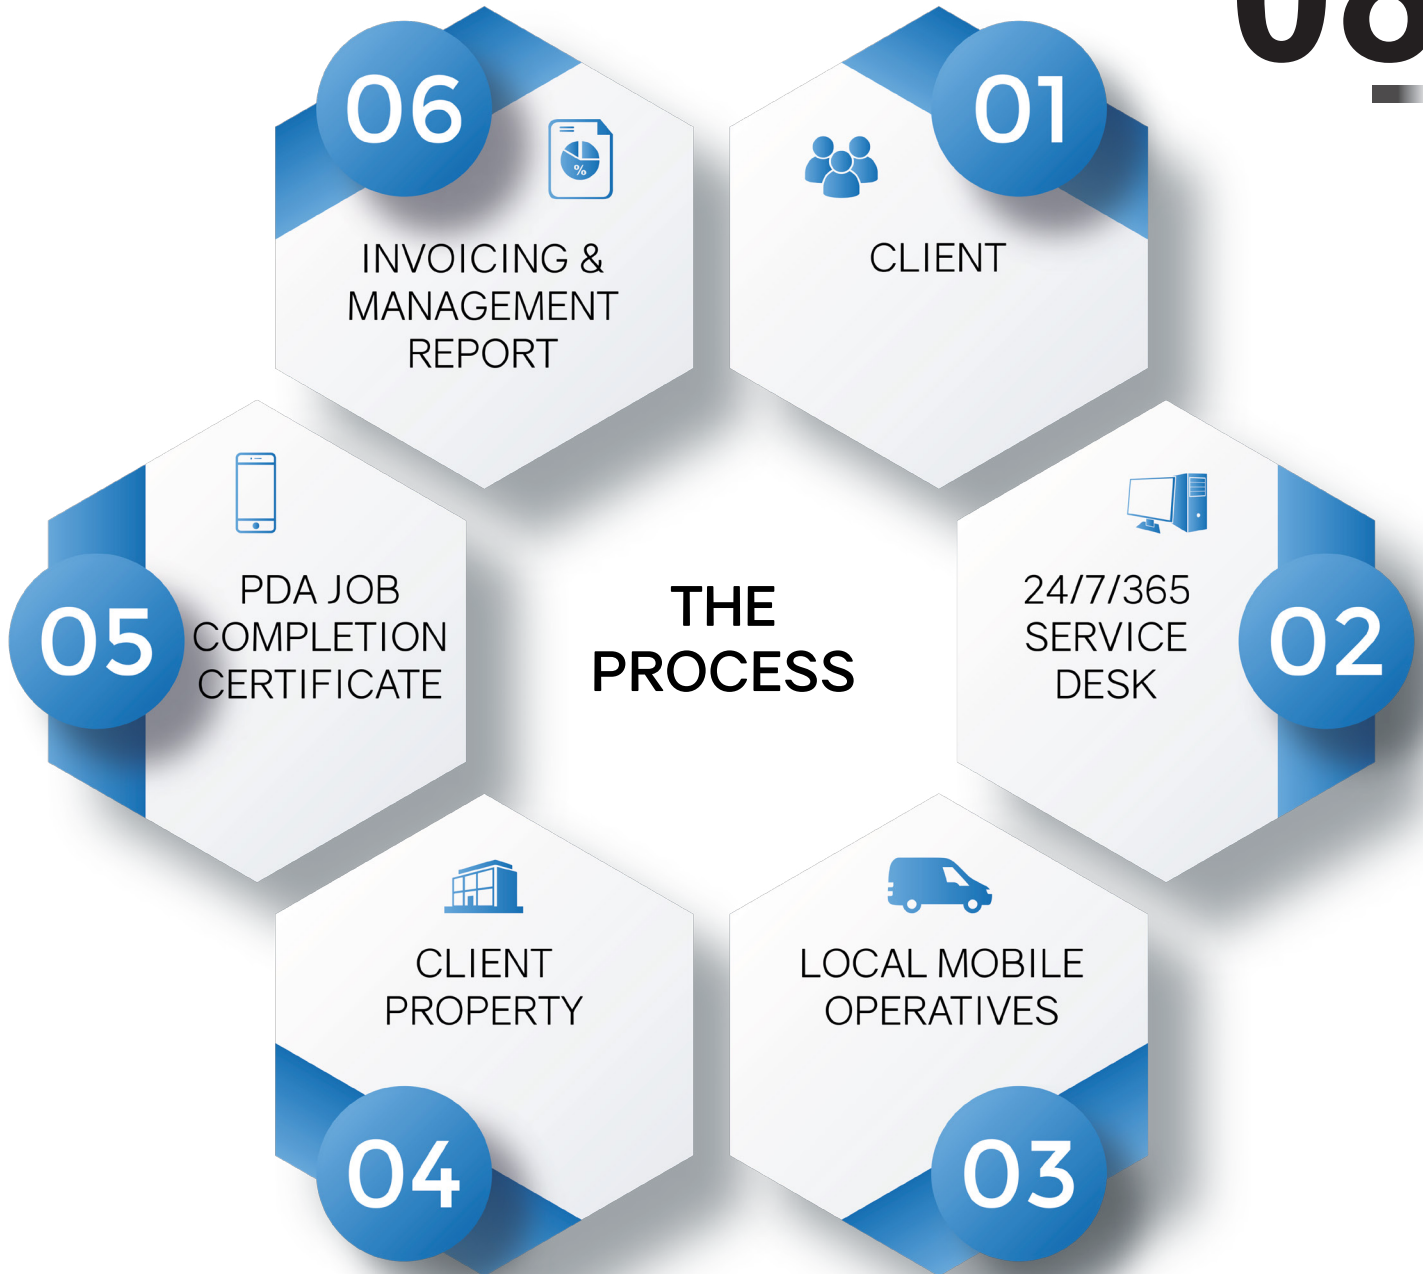 08
01
CLIENT
24/7/365
SERVICE
DESK
02
LOCAL MOBILE
OPERATIVES
03
CLIENT
PROPERTY
04
PDA JOB
COMPLETION
CERTIFICATE
05
06
%
INVOICING &
MANAGEMENT
REPORT
THE
PROCESS